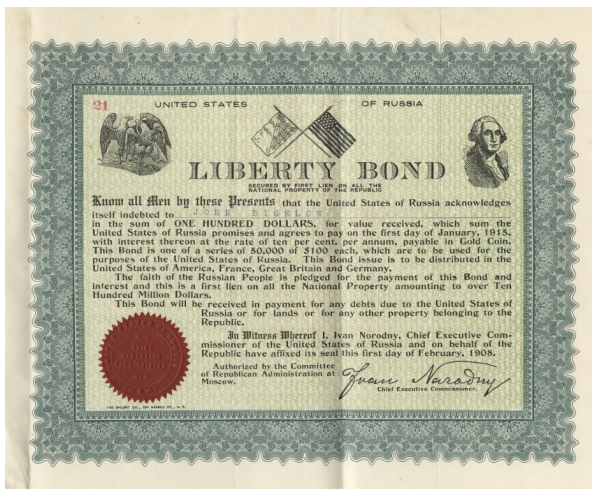 21
UNITED STATES OF RUSSIA
LIBERTY BOND
SECURED BY FIRST LIEN ON ALL THE
NATIONAL PROPERTY OF THE REPUBLIC
Know all Men by these Presents that the United States of Russia acknowledges
itself indebted to JOHN BIGELOW
in the sum of ONE HUNDRED DOLLARS, for value received, which sum the
United States of Russia promises and agrees to pay on the first day of January, 1915,
with interest thereon at the rate of ten per cent. per annum, payable in Gold Coin.
This Bond is one of a series of 50,000 of $100 each, which are to be used for the
purposes of the United States of Russia. This Bond issue is to be distributed in the
United States of America, France, Great Britain and Germany.
The faith of the Russian People is pledged for the payment of this Bond and
interest and this is a first lien on all the National Property amounting to over Ten
Hundred Million Dollars.
This Bond will be received in payment for any debts due to the United States of
Russia or for lands or for any other property belonging to the
Republic.
In Witness Whereof I, Ivan Norodny, Chief Executive Com-
missioner of the United States of Russia and on behalf of the
Republic have affixed its seal this first day of February, 1908.
Authorized by the Committee
of Republican Administration at
Moscow.
Ivan Narodny
Chief Executive Commissioner.